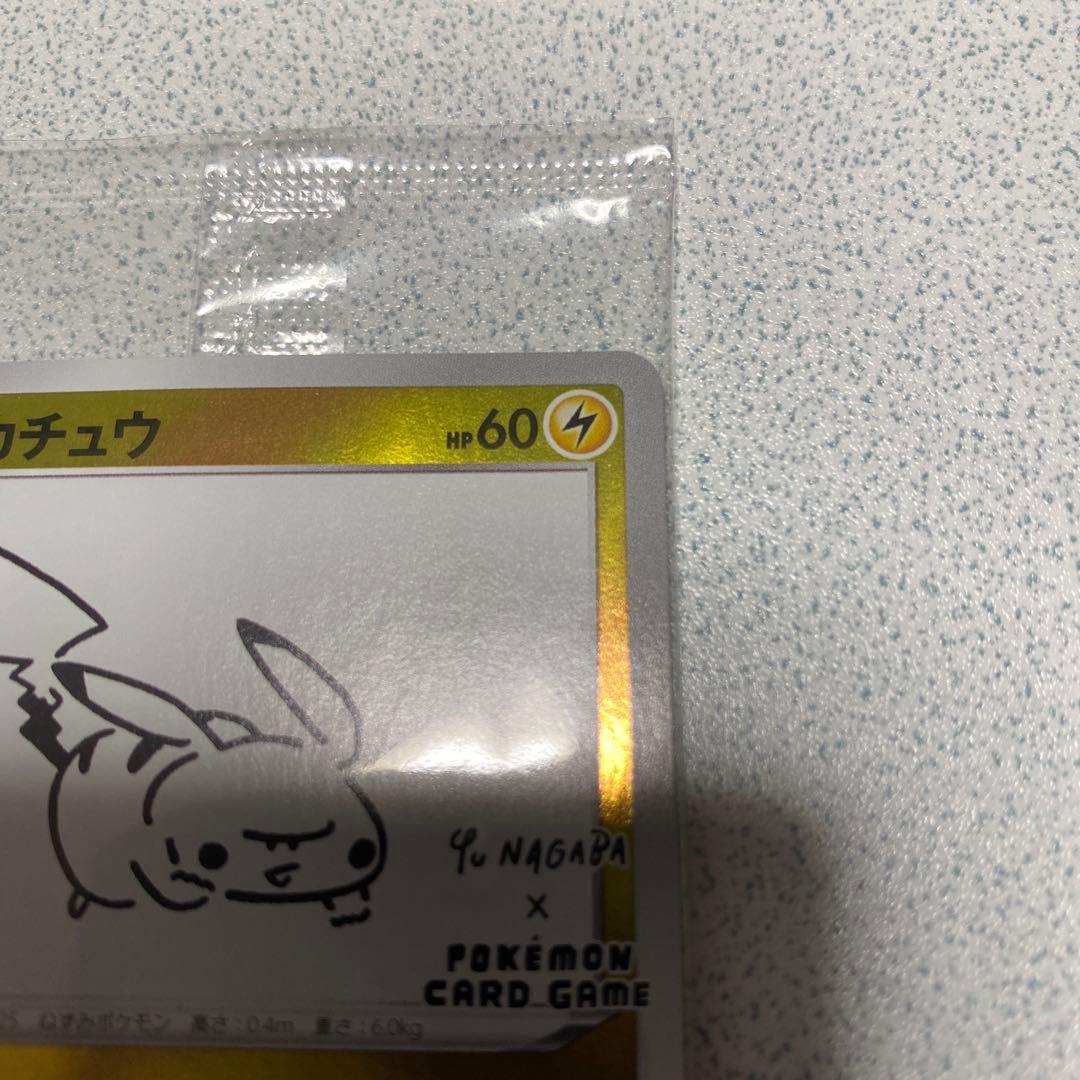 カチュウ HP60
Yu NAGABA
×
POKÉMON
CARD GAME
25 ねずみポケモン 高さ:0.4m 重さ:6.0kg